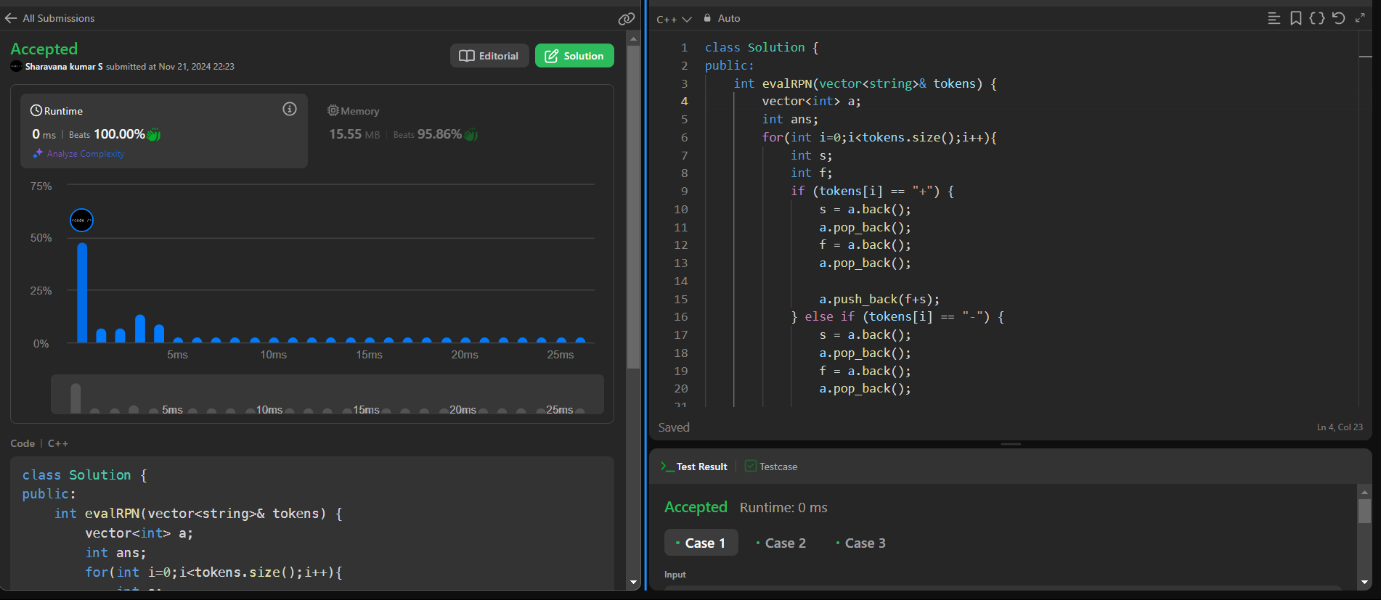 All Submissions
Accepted
Sharavana kumar S submitted at Nov 21, 2024 22:23
Editorial
Solution
Runtime
0 ms | Beats 100.00%
Analyze Complexity
Memory
15.55 MB | Beats 95.86%
75%
50%
25%
0%
5ms 10ms 15ms 20ms 25ms
5ms 10ms 15ms 20ms 25ms
Code | C++
class Solution {
public:
    int evalRPN(vector<string>& tokens) {
        vector<int> a;
        int ans;
        for(int i=0;i<tokens.size();i++){
C++ Auto
1 class Solution {
2 public:
3     int evalRPN(vector<string>& tokens) {
4         vector<int> a;
5         int ans;
6         for(int i=0;i<tokens.size();i++){
7             int s;
8             int f;
9             if (tokens[i] == "+") {
10                 s = a.back();
11                 a.pop_back();
12                 f = a.back();
13                 a.pop_back();
14
15                 a.push_back(f+s);
16             } else if (tokens[i] == "-") {
17                 s = a.back();
18                 a.pop_back();
19                 f = a.back();
20                 a.pop_back();
Saved
Ln 4, Col 23
Test Result | Testcase
Accepted Runtime: 0 ms
Case 1 Case 2 Case 3
Input